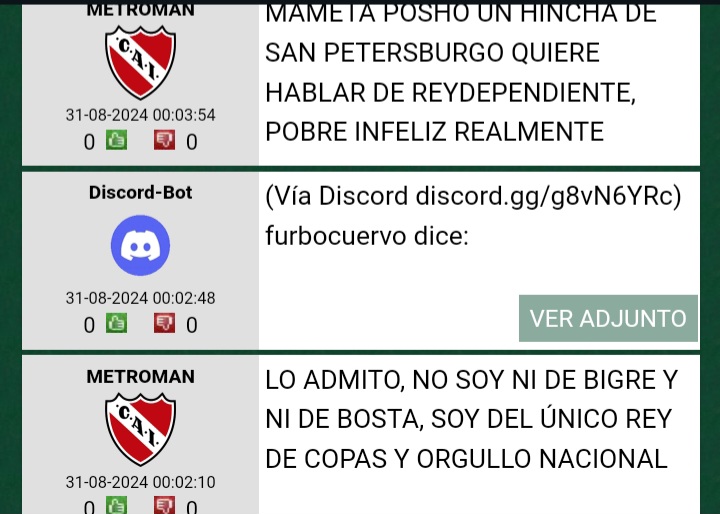 METROMAN
C.A.I.
31-08-2024 00:03:54
0 0
MAMETA POSHO UN HINCHA DE
SAN PETERSBURGO QUIERE
HABLAR DE REYDEPENDIENTE,
POBRE INFELIZ REALMENTE
Discord-Bot
31-08-2024 00:02:48
0 0
(Vía Discord discord.gg/g8vN6YRc)
furbocuervo dice:
VER ADJUNTO
METROMAN
C.A.I.
31-08-2024 00:02:10
0 0
LO ADMITO, NO SOY NI DE BIGRE Y
NI DE BOSTA, SOY DEL ÚNICO REY
DE COPAS Y ORGULLO NACIONAL